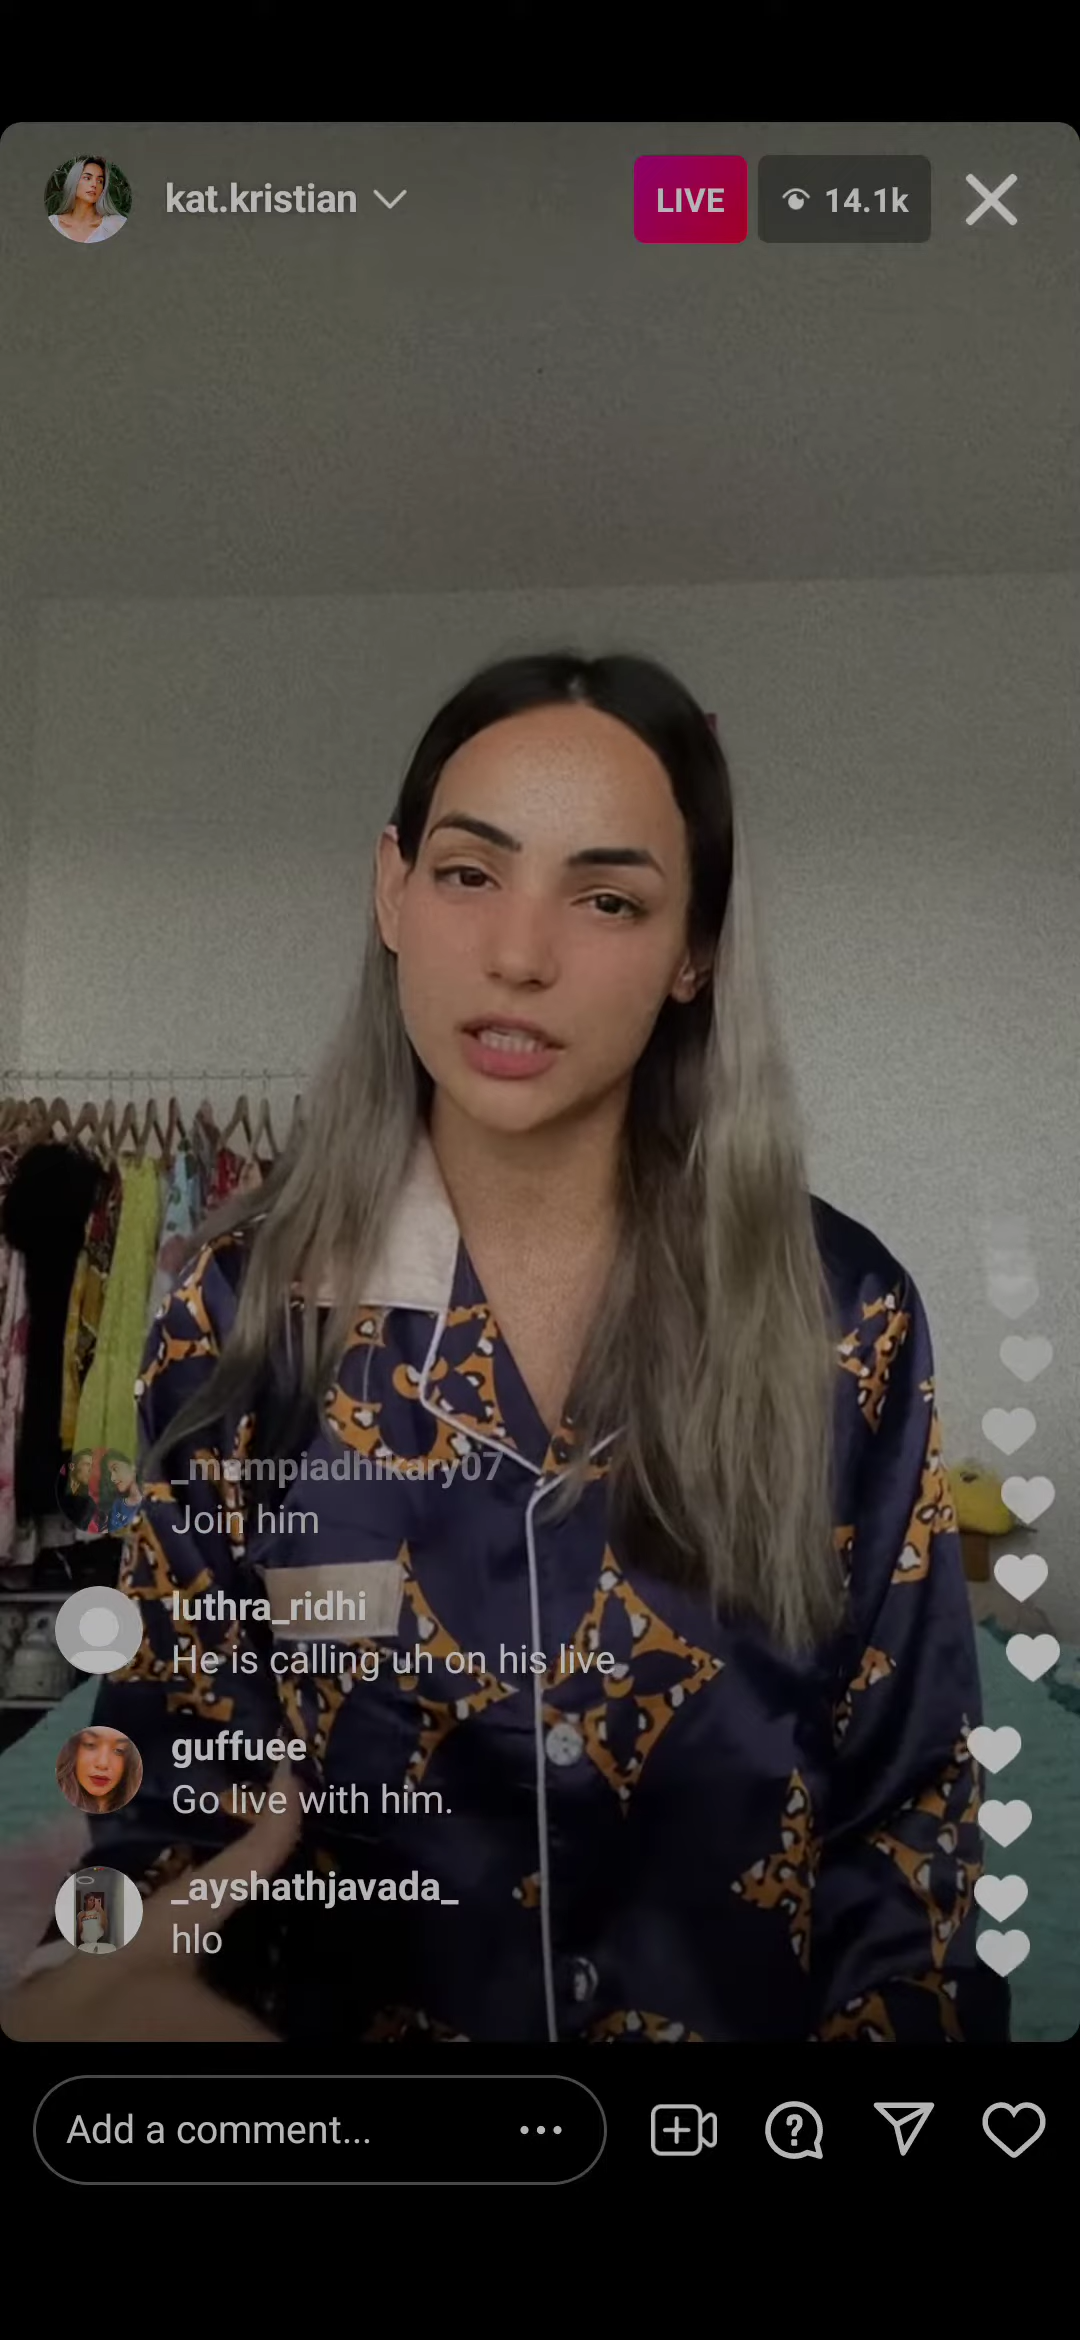 kat.kristian
LIVE
14.1k
_mampiadhikary07
Join him
luthra_ridhi
He is calling uh on his live
guffuee
Go live with him.
_ayshathjavada_
hlo
Add a comment...